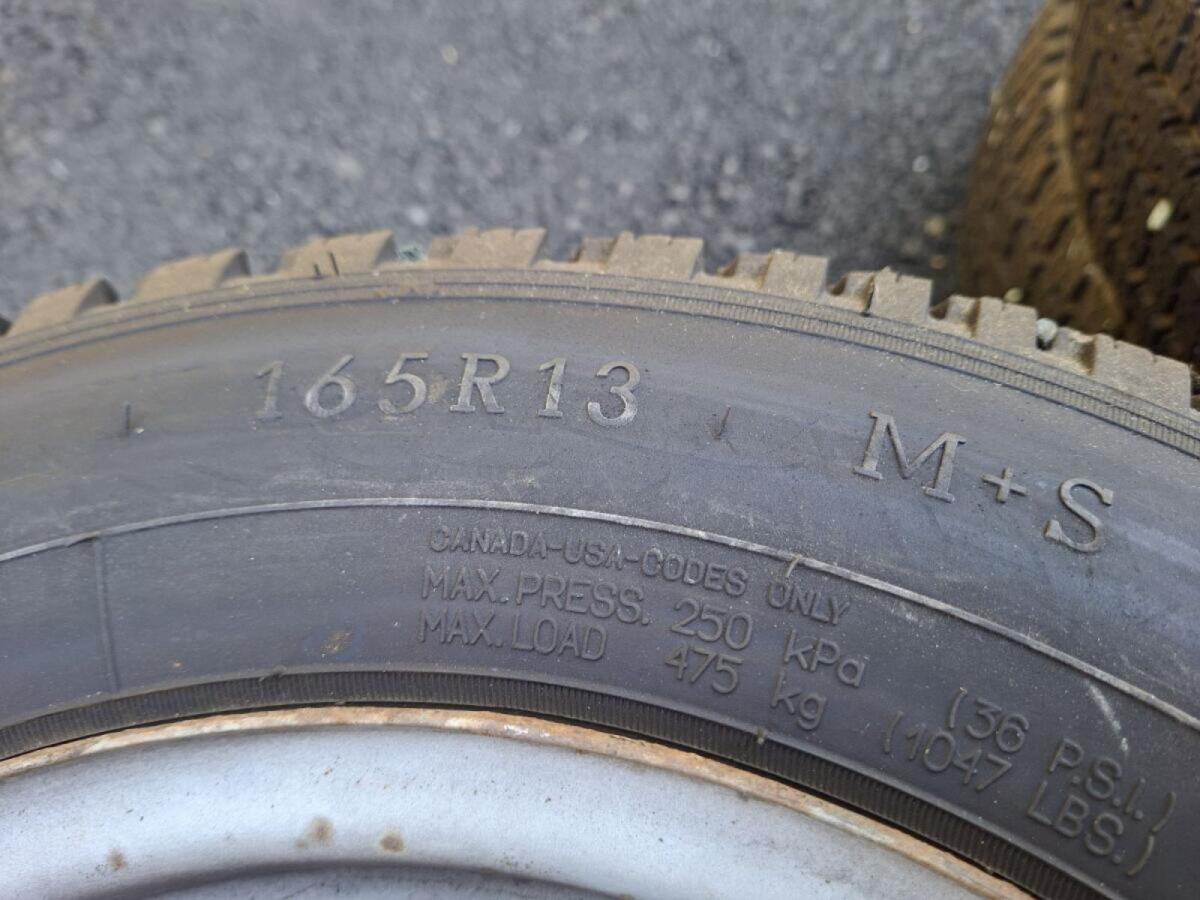 165R13 M+S
CANADA-USA-CODES ONLY
MAX. PRESS. 250 kPa (36 P.S.I.)
MAX. LOAD 475 kg (1047 LBS.)